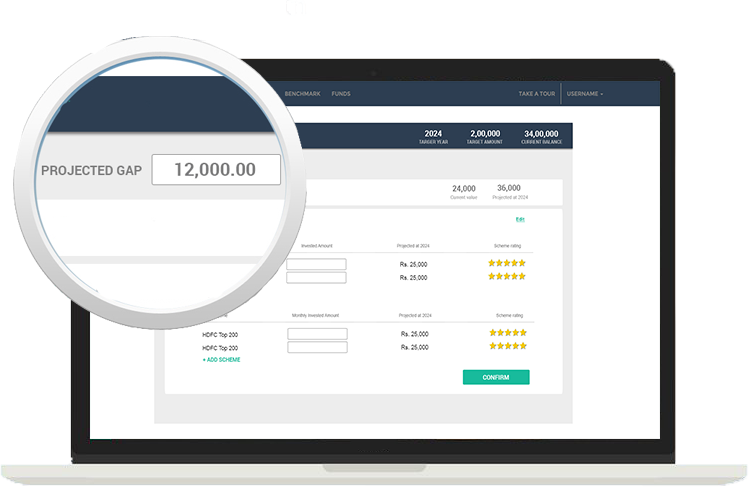 BENCHMARK FUNDS TAKE A TOUR USERNAME
2024 2,00,000 34,00,000
TARGER YEAR TARGET AMOUNT CURRENT BALANCE
PROJECTED GAP 12,000.00
24,000 36,000
Current value Projected at 2024
Edit
Invested Amount Projected at 2024 Scheme rating
Rs. 25,000
Rs. 25,000
Monthly Invested Amount Projected at 2024 Scheme rating
HDFC Top 200 Rs. 25,000
HDFC Top 200 Rs. 25,000
+ ADD SCHEME
CONFIRM